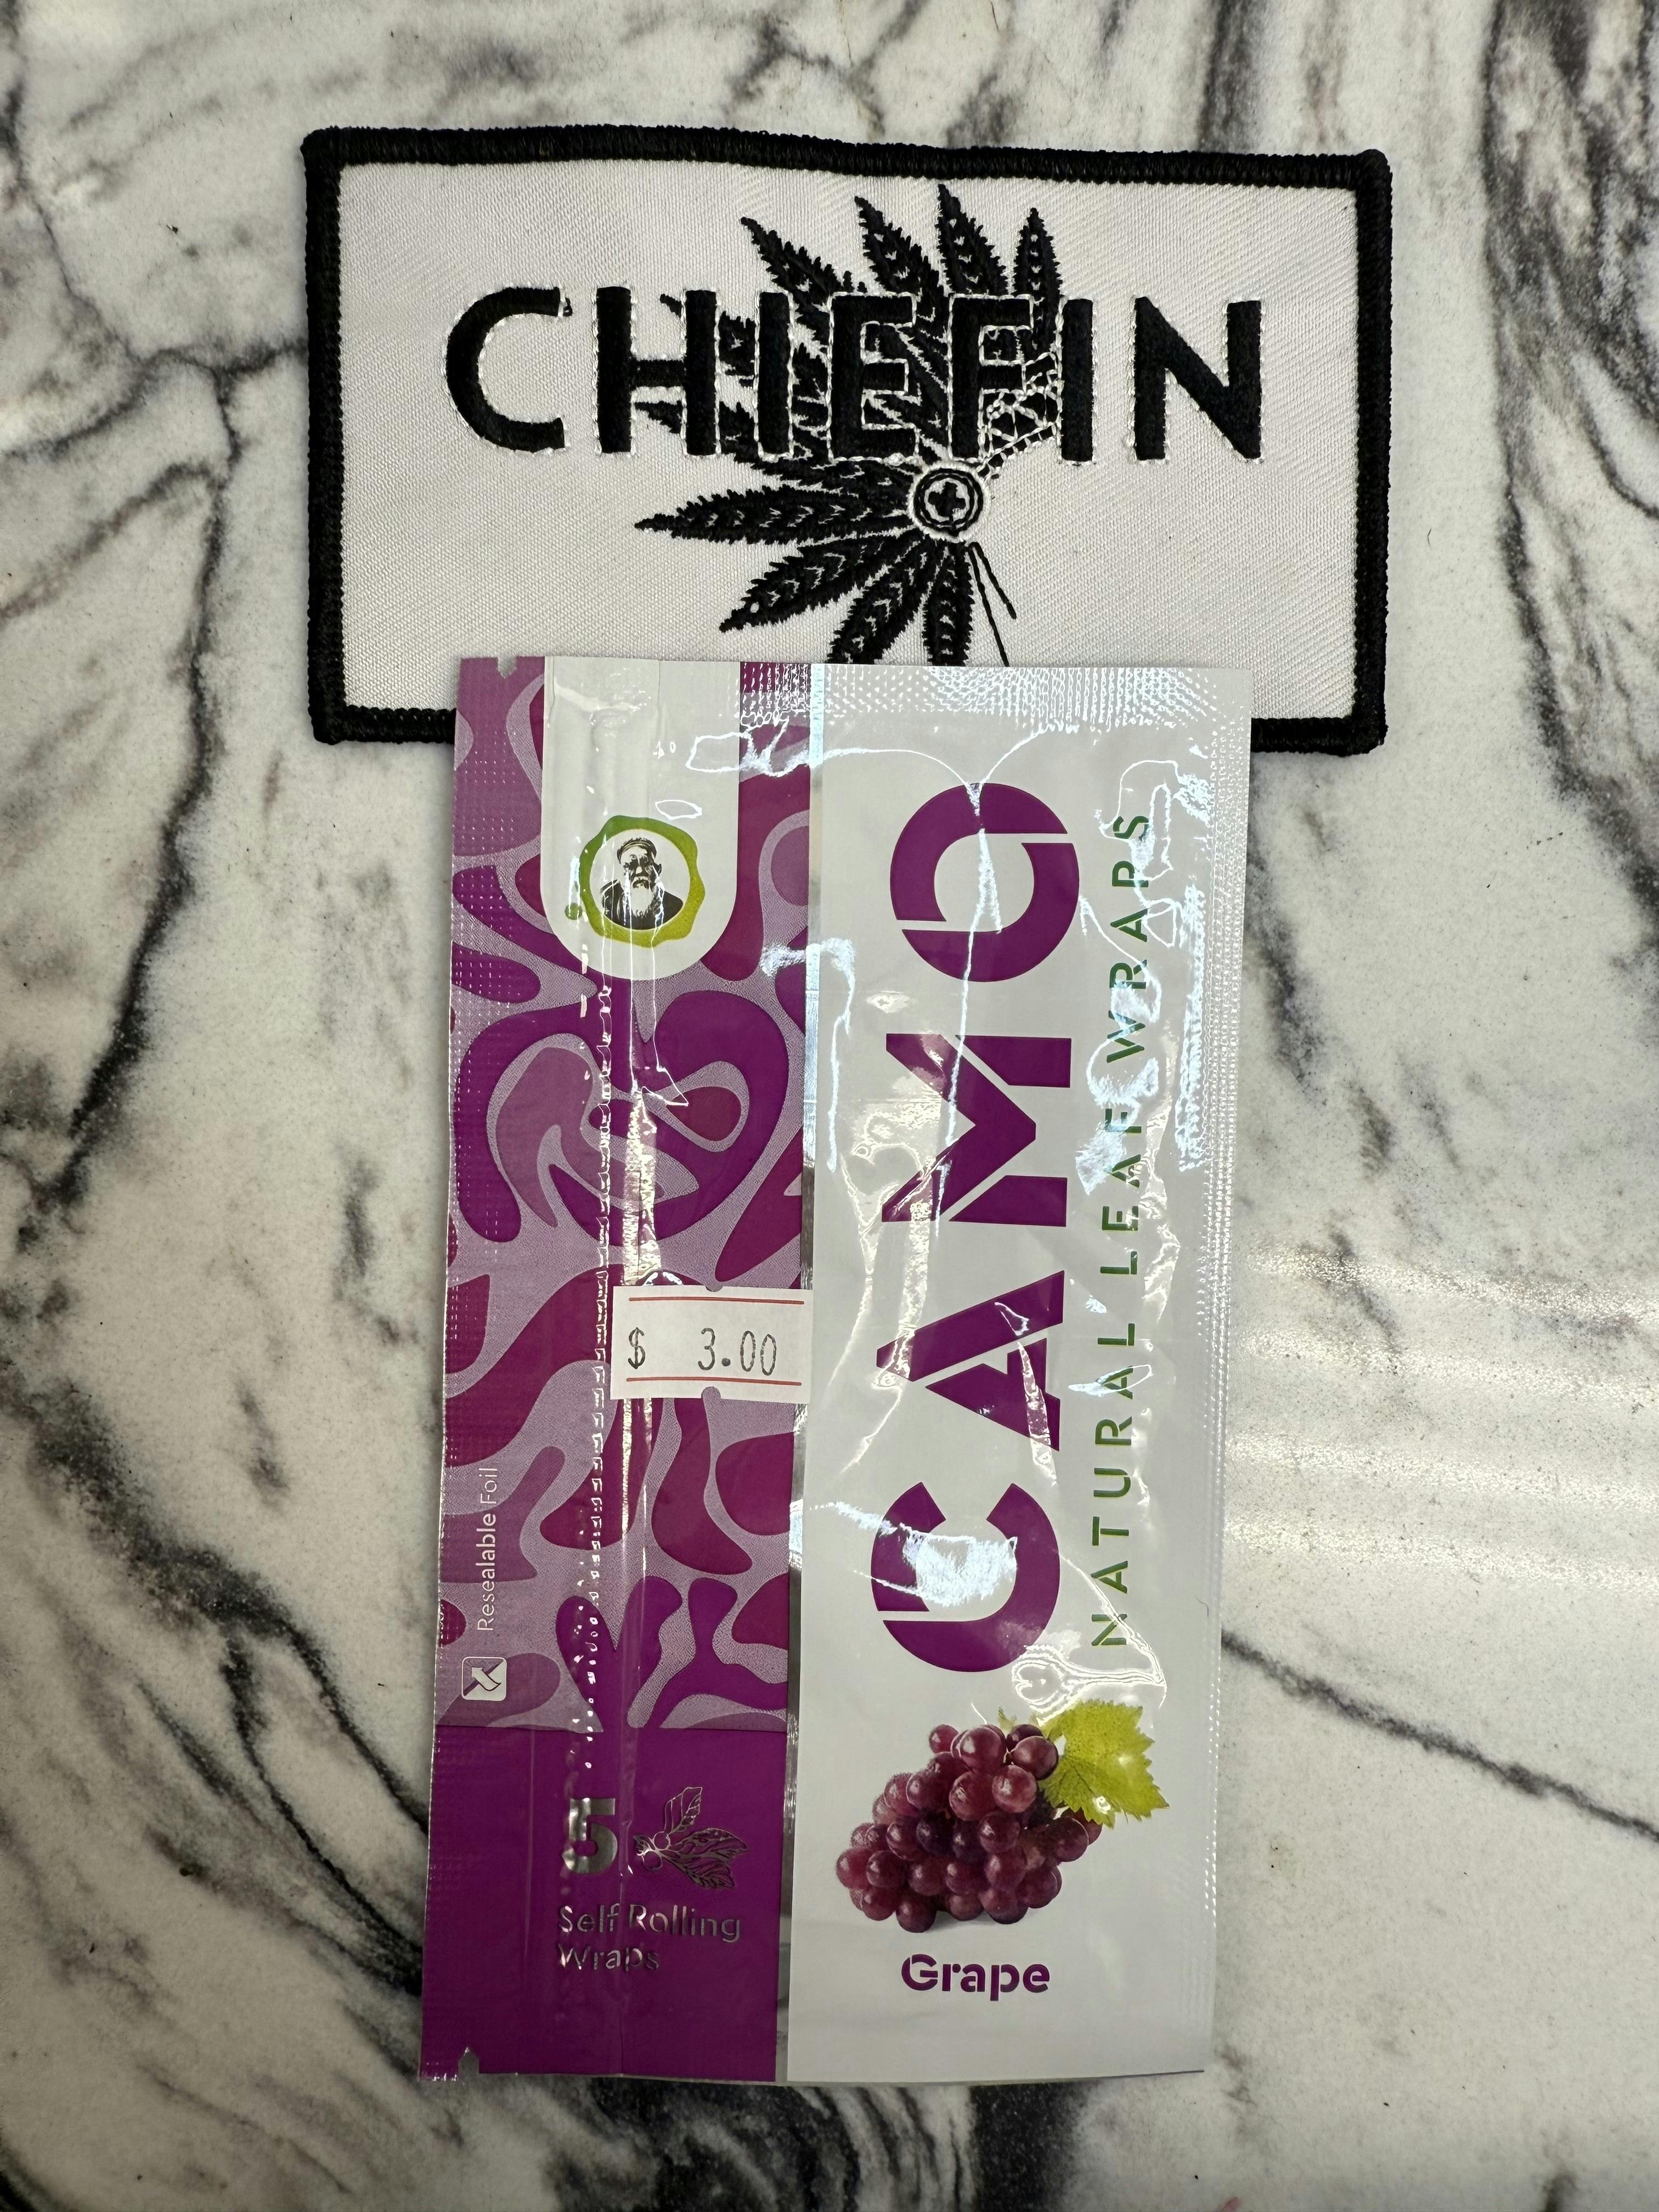 CHIEFIN
CAMO
NATURAL LEAF WRAPS
$ 3.00
Resealable Foil
5
Self Rolling
Wraps
Grape